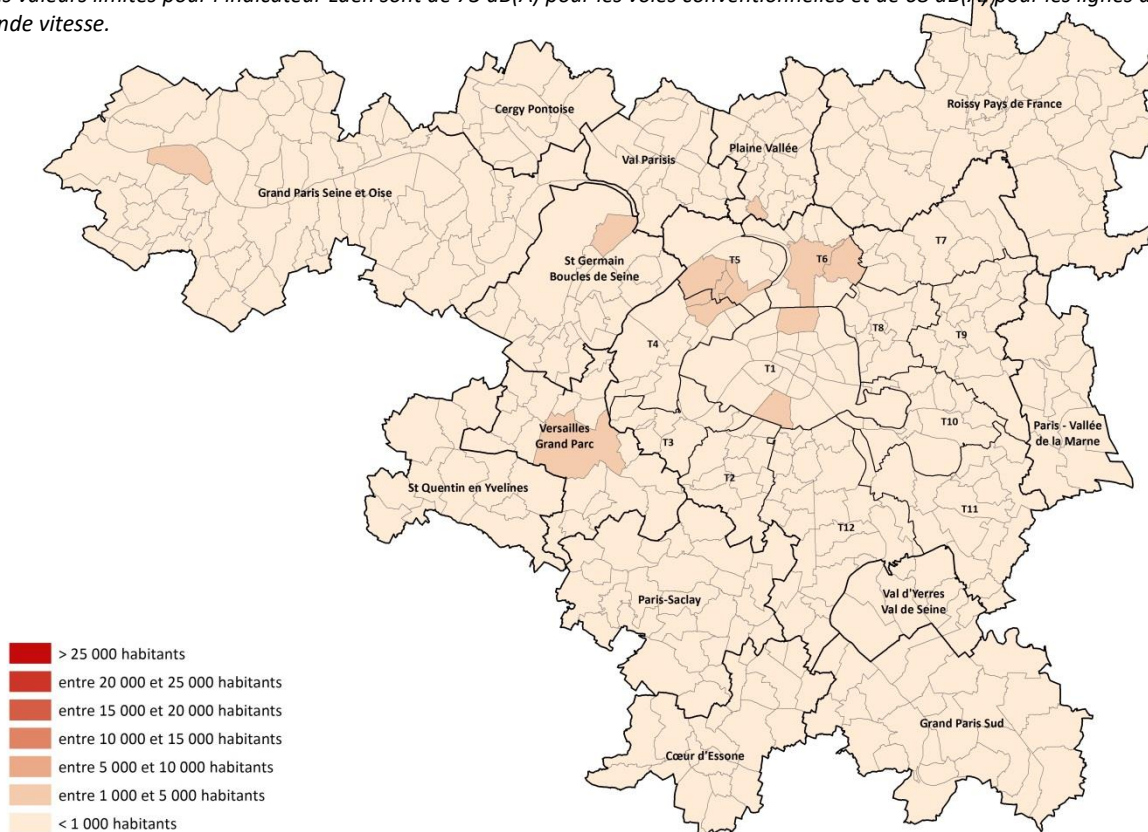 s valeurs limites pour l'indicateur Lden sont de 73 dB(A) pour les voies conventionnelles et de 68 dB(A) pour les lignes à
nde vitesse.
Cergy Pontoise
Roissy Pays de France
Val Parisis
Plaine Vallée
Grand Paris Seine et Oise
St Germain
Boucles de Seine
T5
T6
T7
T4
T8
T9
T1
Versailles
Grand Parc
T3
T10
Paris - Vallée
de la Marne
St Quentin en Yvelines
T2
T11
T12
Paris-Saclay
Val d'Yerres
Val de Seine
Grand Paris Sud
Cœur d'Essone
> 25 000 habitants
entre 20 000 et 25 000 habitants
entre 15 000 et 20 000 habitants
entre 10 000 et 15 000 habitants
entre 5 000 et 10 000 habitants
entre 1 000 et 5 000 habitants
< 1 000 habitants